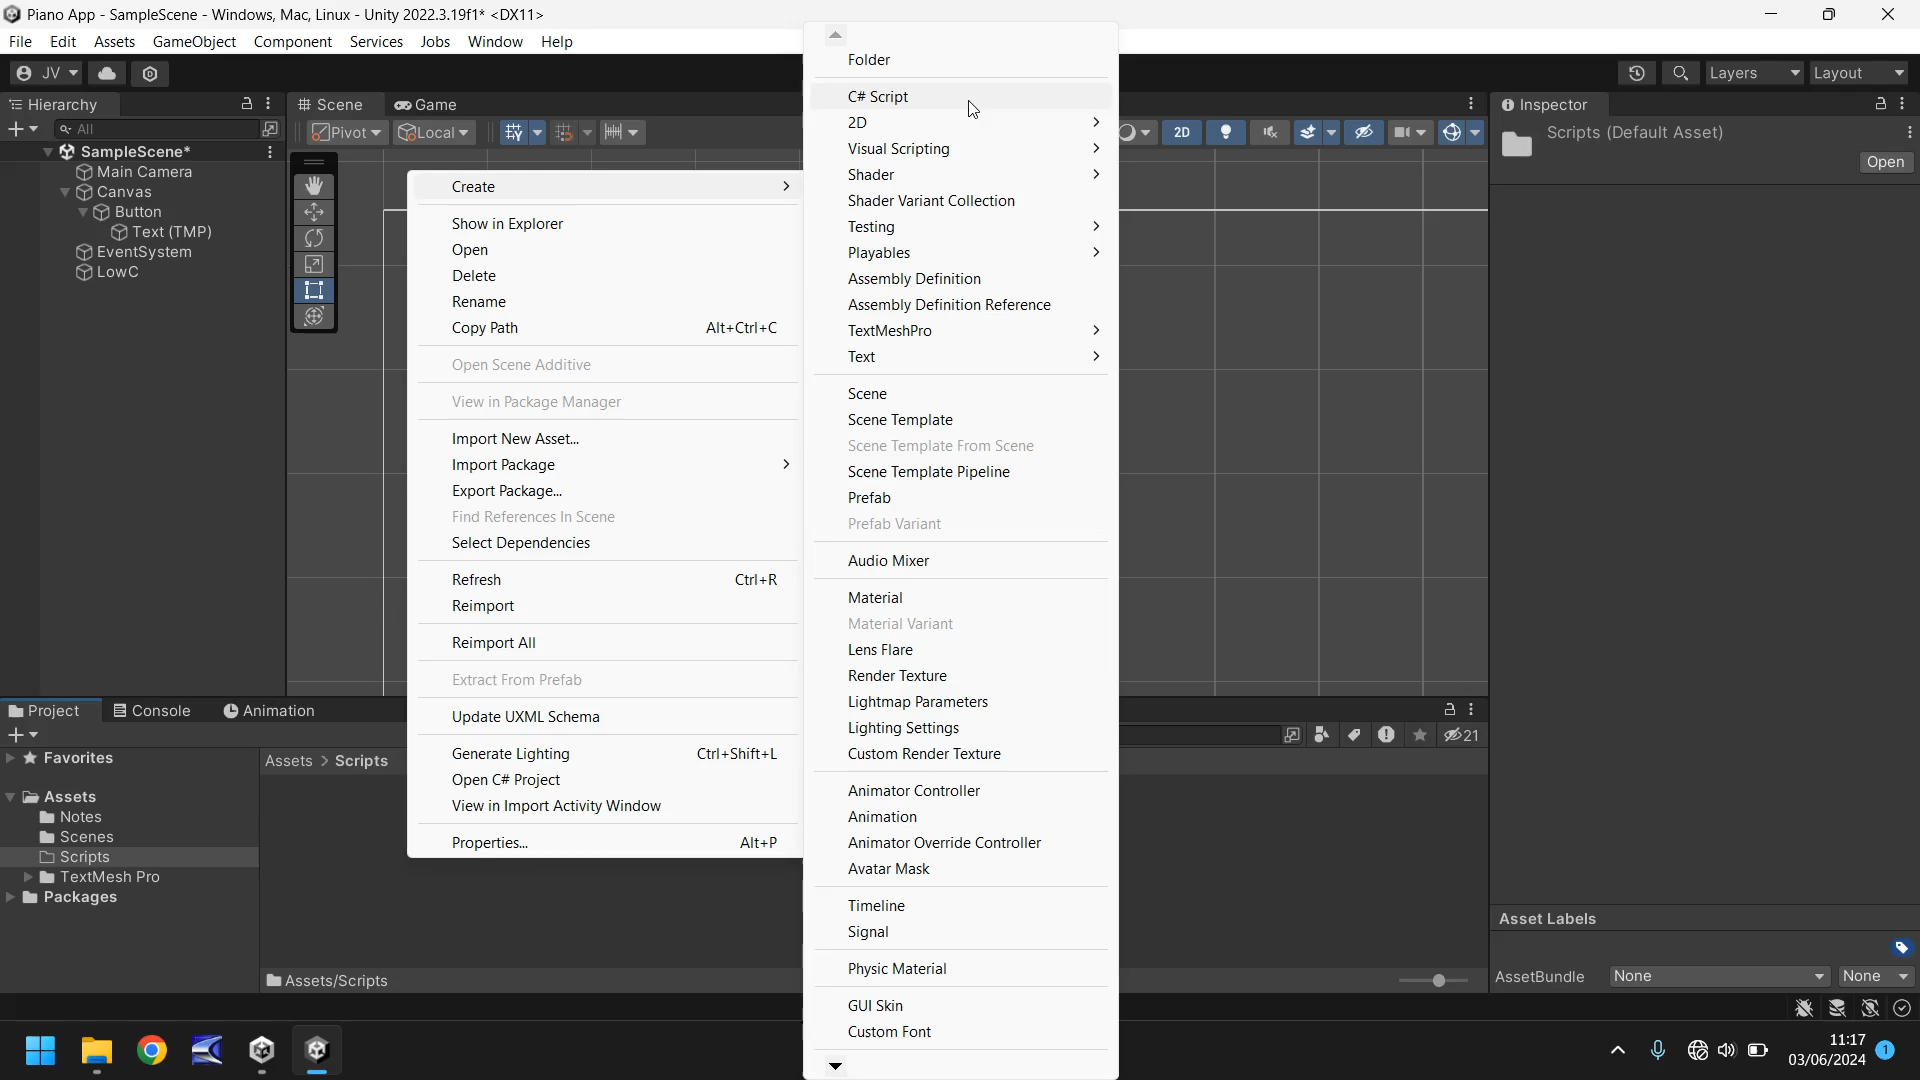 Piano App - SampleScene - Windows, Mac, Linux - Unity 2022.3.19f1* <DX11>
File Edit Assets GameObject Component Services Jobs Window Help
JV
Layers
Layout
Hierarchy
All
SampleScene*
Main Camera
Canvas
Button
Text (TMP)
EventSystem
LowC
Scene
Game
Pivot
Local
2D
Create
Show in Explorer
Open
Delete
Rename
Copy Path Alt+Ctrl+C
Open Scene Additive
View in Package Manager
Import New Asset...
Import Package
Export Package...
Find References In Scene
Select Dependencies
Refresh Ctrl+R
Reimport
Reimport All
Extract From Prefab
Update UXML Schema
Generate Lighting Ctrl+Shift+L
Open C# Project
View in Import Activity Window
Properties... Alt+P
Folder
C# Script
2D
Visual Scripting
Shader
Shader Variant Collection
Testing
Playables
Assembly Definition
Assembly Definition Reference
TextMeshPro
Text
Scene
Scene Template
Scene Template From Scene
Scene Template Pipeline
Prefab
Prefab Variant
Audio Mixer
Material
Material Variant
Lens Flare
Render Texture
Lightmap Parameters
Lighting Settings
Custom Render Texture
Animator Controller
Animation
Animator Override Controller
Avatar Mask
Timeline
Signal
Physic Material
GUI Skin
Custom Font
Inspector
Scripts (Default Asset)
Open
Asset Labels
AssetBundle None None
Project
Console
Animation
21
Favorites
Assets
Notes
Scenes
Scripts
TextMesh Pro
Packages
Assets > Scripts
Assets/Scripts
11:17
03/06/2024
1